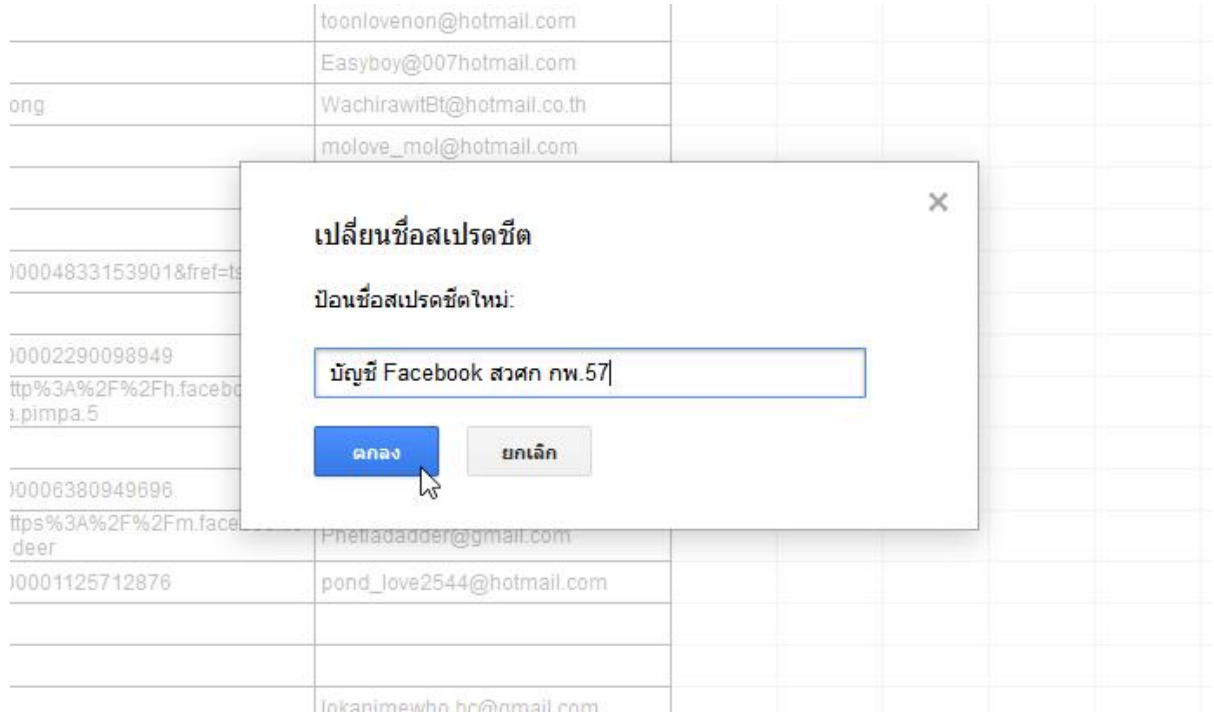 toonlovenon@hotmail.com
Easyboy@007hotmail.com
ong WachirawitBt@hotmail.co.th
molove_mol@hotmail.com
×
เปลี่ยนชื่อสเปรดชีต
00004833153901&fref=ts
ป้อนชื่อสเปรดชีตใหม่:
00002290098949
บัญชี Facebook สวศก กพ.57
ttp%3A%2F%2Fh.facebo
a.pimpa.5
ตกลง ยกเลิก
00006380949696
ttps%3A%2F%2Fm.face
deer Phetladadder@gmail.com
00001125712876 pond_love2544@hotmail.com
lokanimewho.bc@gmail.com